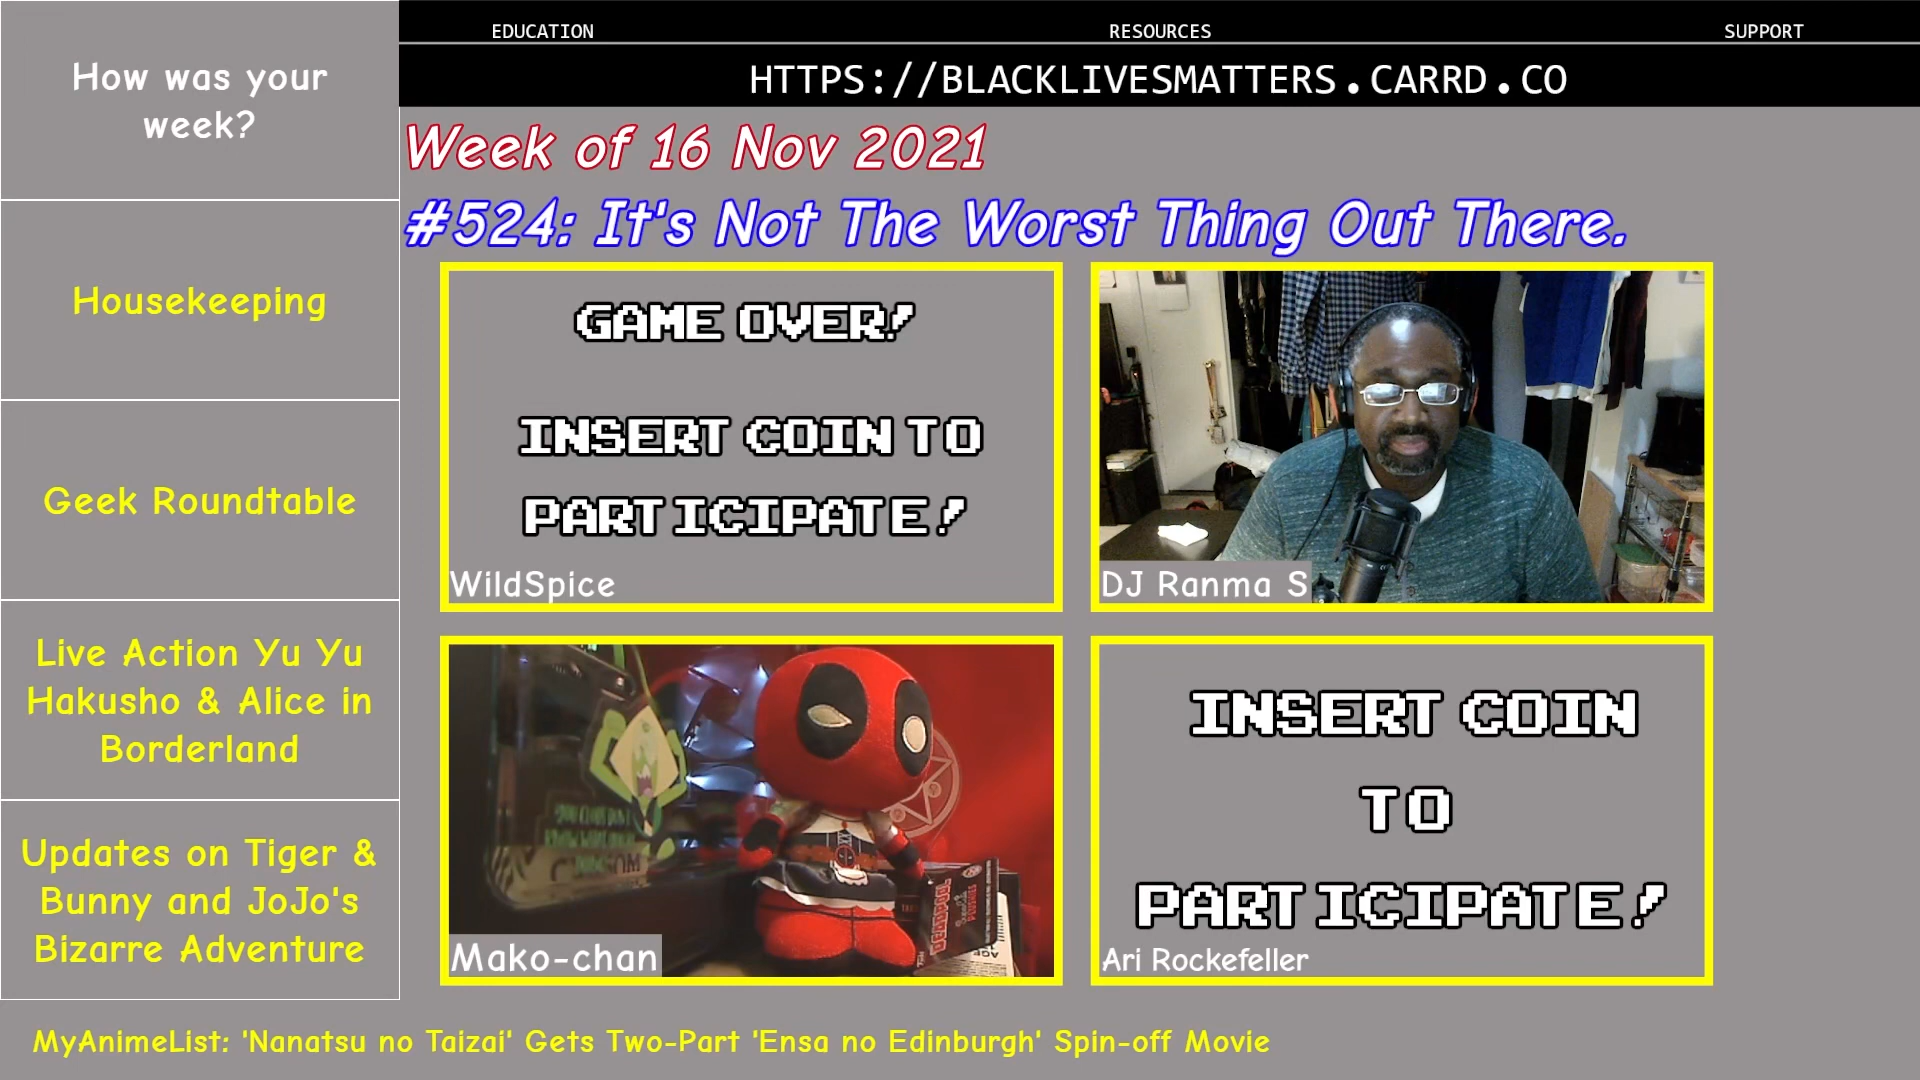 EDUCATION
RESOURCES
SUPPORT
HTTPS://BLACKLIVESMATTERS.CARRD.CO
How was your
week?
Housekeeping
Geek Roundtable
Live Action Yu Yu
Hakusho & Alice in
Borderland
Updates on Tiger &
Bunny and JoJo's
Bizarre Adventure
Week of 16 Nov 2021
#524: It's Not The Worst Thing Out There.
GAME OVER!
INSERT COIN TO
PARTICIPATE!
WildSpice
DJ Ranma S
DEADPOOL
Mako-chan
INSERT COIN
TO
PARTICIPATE!
Ari Rockefeller
MyAnimeList: 'Nanatsu no Taizai' Gets Two-Part 'Ensa no Edinburgh' Spin-off Movie